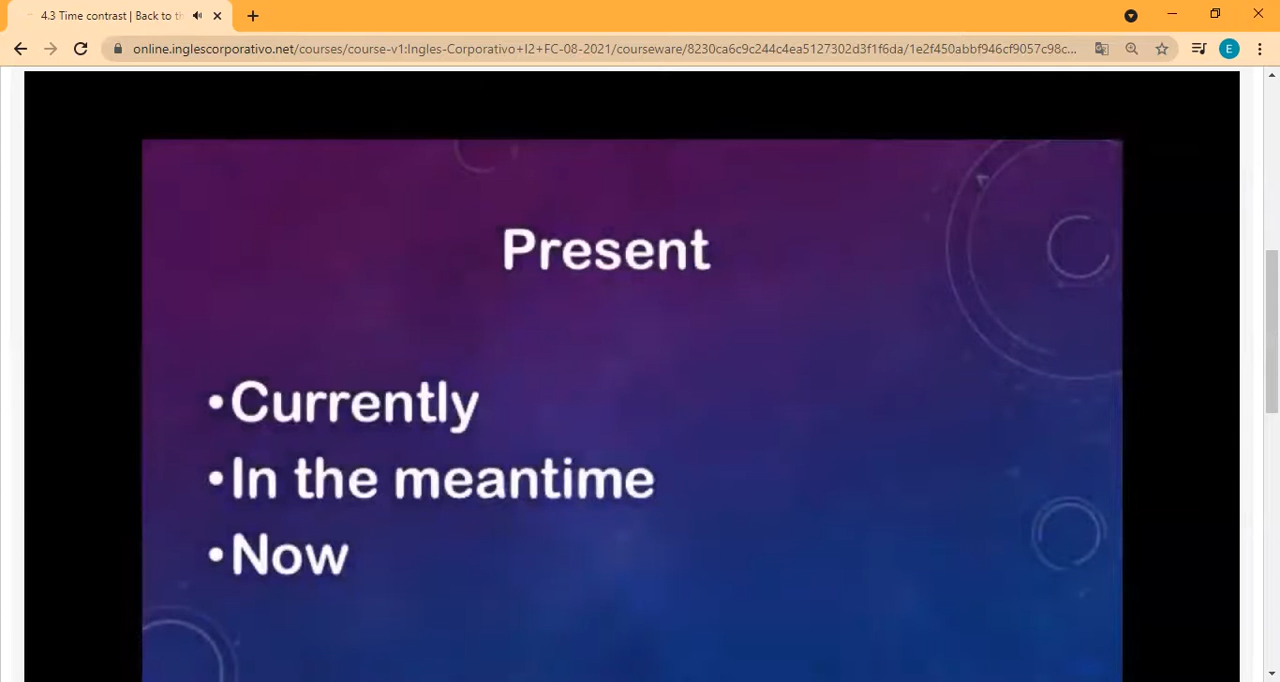 4.3 Time contrast | Back to th
online.inglescorporativo.net/courses/course-v1:Ingles-Corporativo+I2+FC-08-2021/courseware/8230ca6c9c244c4ea5127302d3f1f6da/1e2f450abbf946cf9057c98c...
E
Present
•Currently
•In the meantime
•Now